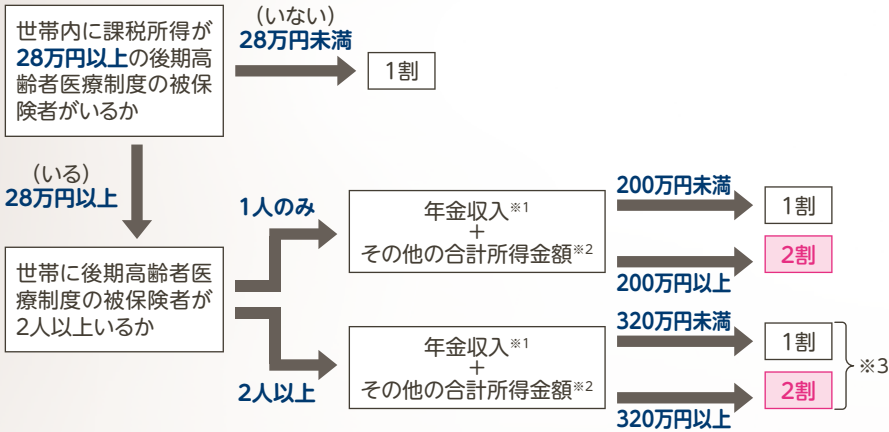 世帯内に課税所得が
28万円以上の後期高
齢者医療制度の被保
険者がいるか
(いない)
28万円未満
1割
(いる)
28万円以上
世帯に後期高齢者医
療制度の被保険者が
2人以上いるか
1人のみ
年金収入※1
+
その他の合計所得金額※2
200万円未満
1割
2割
200万円以上
2人以上
年金収入※1
+
その他の合計所得金額※2
320万円未満
1割
2割
320万円以上
※3